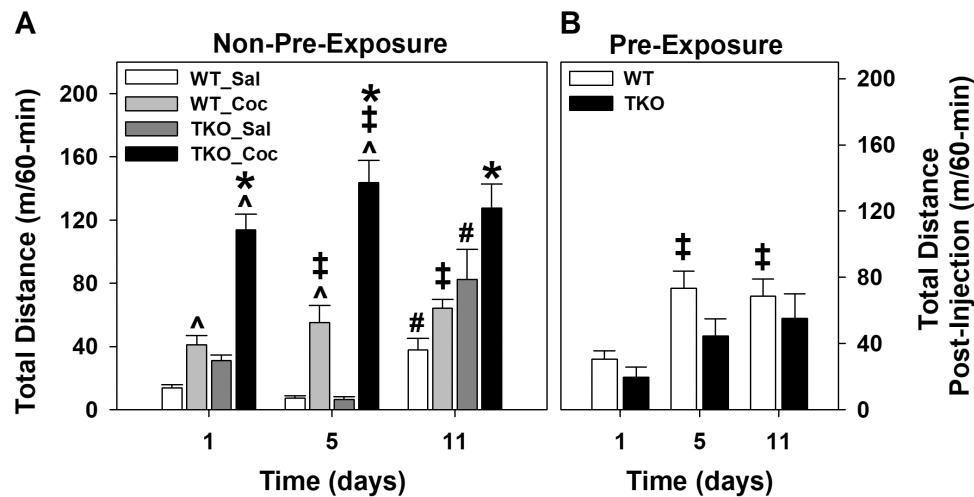 A
Non-Pre-Exposure
WT_Sal
WT_Coc
TKO_Sal
TKO_Coc
Total Distance (m/60-min)
200
160
120
80
40
0
*
^
^
*
‡
^
‡
^
#
‡
#
*
1
5
11
Time (days)
B
Pre-Exposure
WT
TKO
‡
‡
200
160
120
80
40
0
Total Distance
Post-Injection (m/60-min)
1
5
11
Time (days)